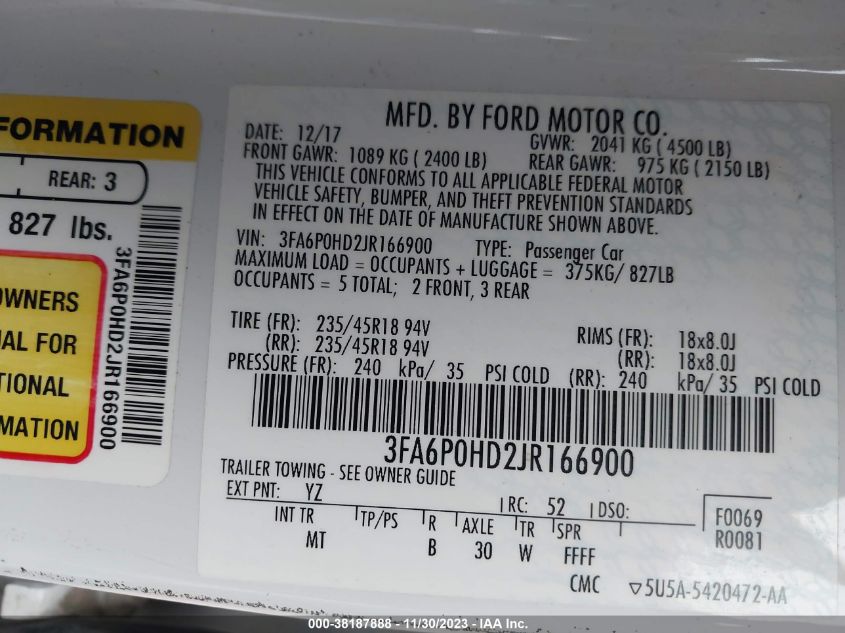 FORMATION
REAR: 3
827 lbs.
OWNERS
AL FOR
TIONAL
MATION
3FA6P0HD2JR166900
MFD. BY FORD MOTOR CO.
DATE: 12/17 GVWR: 2041 KG ( 4500 LB)
FRONT GAWR: 1089 KG ( 2400 LB) REAR GAWR: 975 KG ( 2150 LB)
THIS VEHICLE CONFORMS TO ALL APPLICABLE FEDERAL MOTOR
VEHICLE SAFETY, BUMPER, AND THEFT PREVENTION STANDARDS
IN EFFECT ON THE DATE OF MANUFACTURE SHOWN ABOVE.
VIN: 3FA6P0HD2JR166900 TYPE: Passenger Car
MAXIMUM LOAD = OCCUPANTS + LUGGAGE = 375KG/ 827LB
OCCUPANTS = 5 TOTAL; 2 FRONT, 3 REAR
TIRE (FR): 235/45R18 94V RIMS (FR): 18x8.0J
(RR): 235/45R18 94V (RR): 18x8.0J
PRESSURE (FR): 240 kPa/ 35 PSI COLD (RR): 240 kPa/ 35 PSI COLD
3FA6P0HD2JR166900
TRAILER TOWING - SEE OWNER GUIDE
EXT PNT: YZ RC: 52 DSO: F0069
INT TR TP/PS R AXLE TR SPR R0081
MT B 30 W FFFF
CMC ▽5U5A-5420472-AA
000-38187888 - 11/30/2023 - IAA Inc.